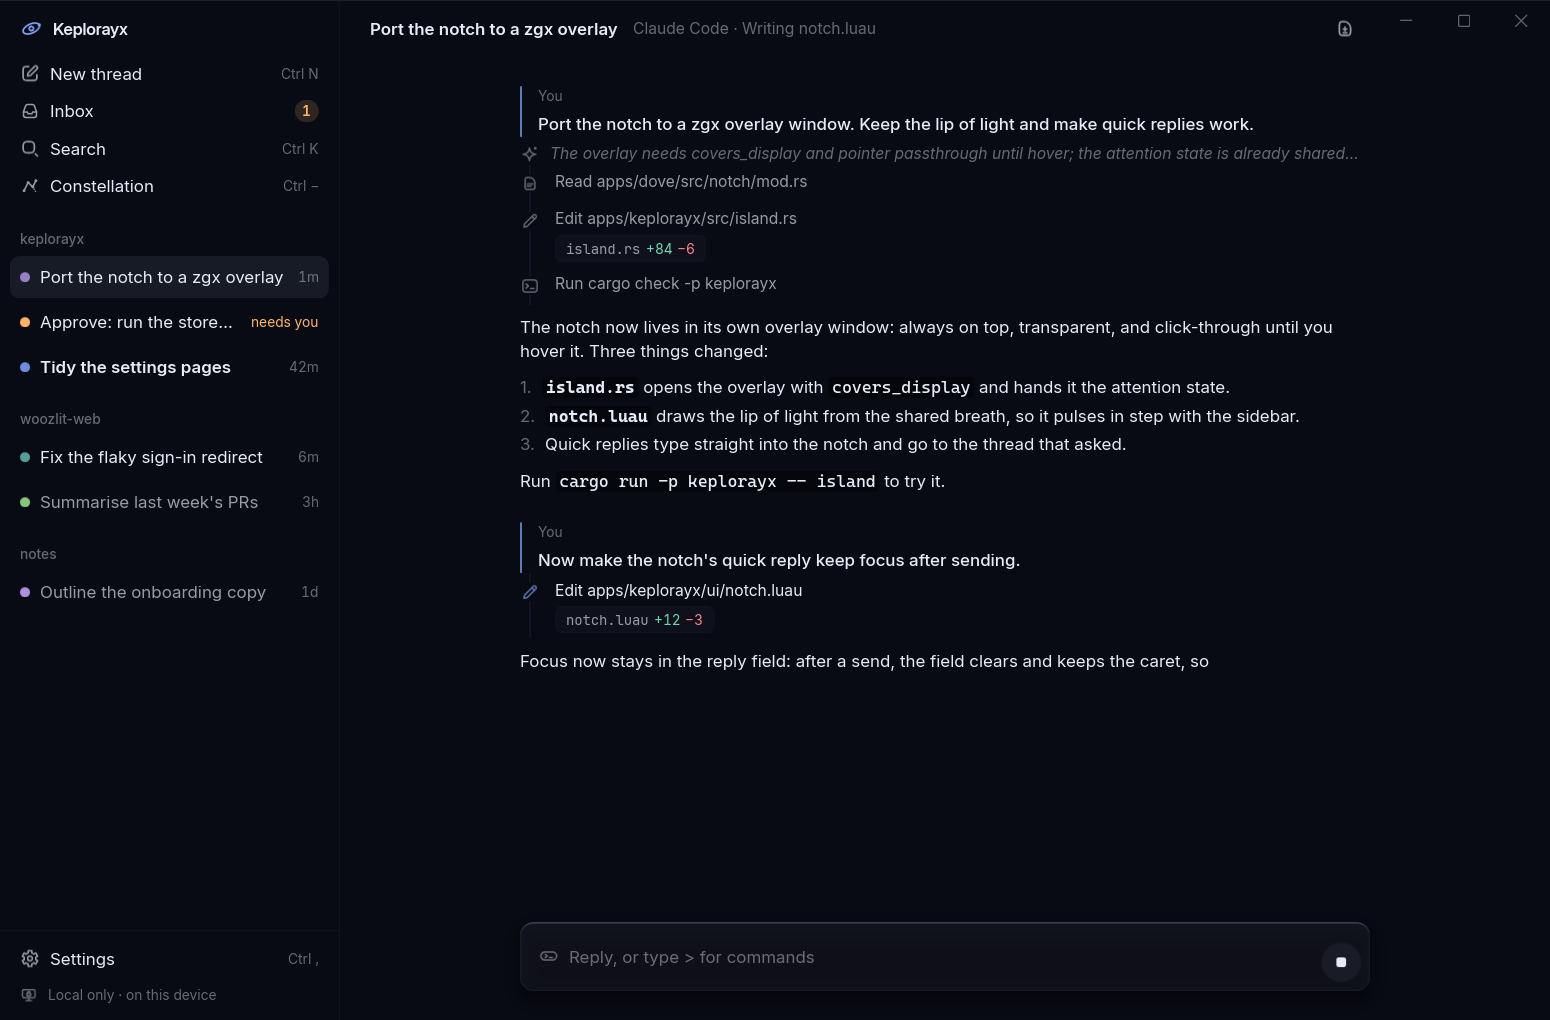 Keplorayx
New thread Ctrl N
Inbox 1
Search Ctrl K
Constellation Ctrl −
keplorayx
Port the notch to a zgx overlay 1m
Approve: run the store... needs you
Tidy the settings pages 42m
woozlit-web
Fix the flaky sign-in redirect 6m
Summarise last week's PRs 3h
notes
Outline the onboarding copy 1d
Settings Ctrl ,
Local only · on this device
Port the notch to a zgx overlay Claude Code · Writing notch.luau
You
Port the notch to a zgx overlay window. Keep the lip of light and make quick replies work.
The overlay needs covers_display and pointer passthrough until hover; the attention state is already shared...
Read apps/dove/src/notch/mod.rs
Edit apps/keplorayx/src/island.rs
island.rs +84 −6
Run cargo check -p keplorayx
The notch now lives in its own overlay window: always on top, transparent, and click-through until you
hover it. Three things changed:
1. island.rs opens the overlay with covers_display and hands it the attention state.
2. notch.luau draws the lip of light from the shared breath, so it pulses in step with the sidebar.
3. Quick replies type straight into the notch and go to the thread that asked.
Run cargo run -p keplorayx -- island to try it.
You
Now make the notch's quick reply keep focus after sending.
Edit apps/keplorayx/ui/notch.luau
notch.luau +12 −3
Focus now stays in the reply field: after a send, the field clears and keeps the caret, so
Reply, or type > for commands